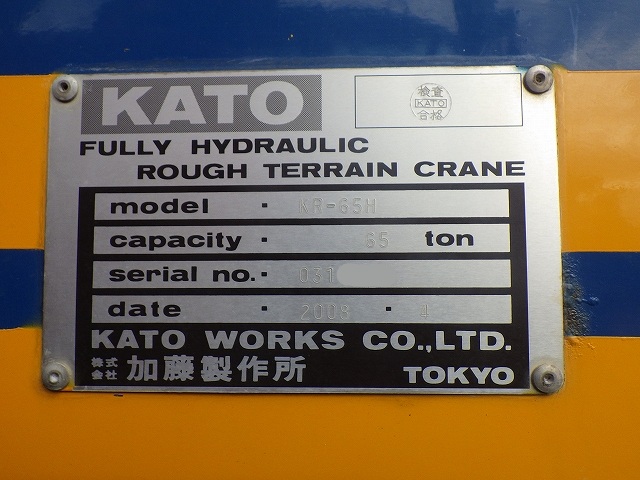 KATO
検査
KATO
合格
FULLY HYDRAULIC
ROUGH TERRAIN CRANE
model · KR-65H
capacity · 65 ton
serial no. · 031
date · 2008 · 4
KATO WORKS CO.,LTD.
株式会社 加藤製作所 TOKYO